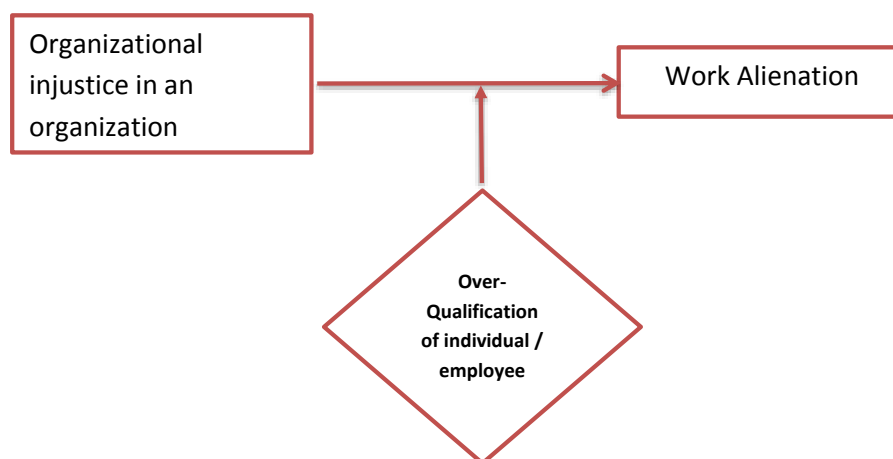 Organizational
injustice in an
organization
Work Alienation
Over-
Qualification
of individual /
employee